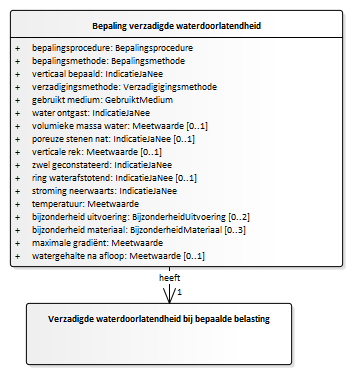 Bepaling verzadigde waterdoorlatendheid
+ bepalingsprocedure: Bepalingsprocedure
+ bepalingsmethode: Bepalingsmethode
+ verticaal bepaald: IndicatieJaNee
+ verzadigingsmethode: Verzadigigingsmethode
+ gebruikt medium: GebruiktMedium
+ water ontgast: IndicatieJaNee
+ volumieke massa water: Meetwaarde [0..1]
+ poreuze stenen nat: IndicatieJaNee [0..1]
+ verticale rek: Meetwaarde [0..1]
+ zwel geconstateerd: IndicatieJaNee
+ ring waterafstotend: IndicatieJaNee [0..1]
+ stroming neerwaarts: IndicatieJaNee
+ temperatuur: Meetwaarde
+ bijzonderheid uitvoering: BijzonderheidUitvoering [0..2]
+ bijzonderheid materiaal: BijzonderheidMateriaal [0..3]
+ maximale gradiënt: Meetwaarde
+ watergehalte na afloop: Meetwaarde [0..1]
heeft
1
Verzadigde waterdoorlatendheid bij bepaalde belasting